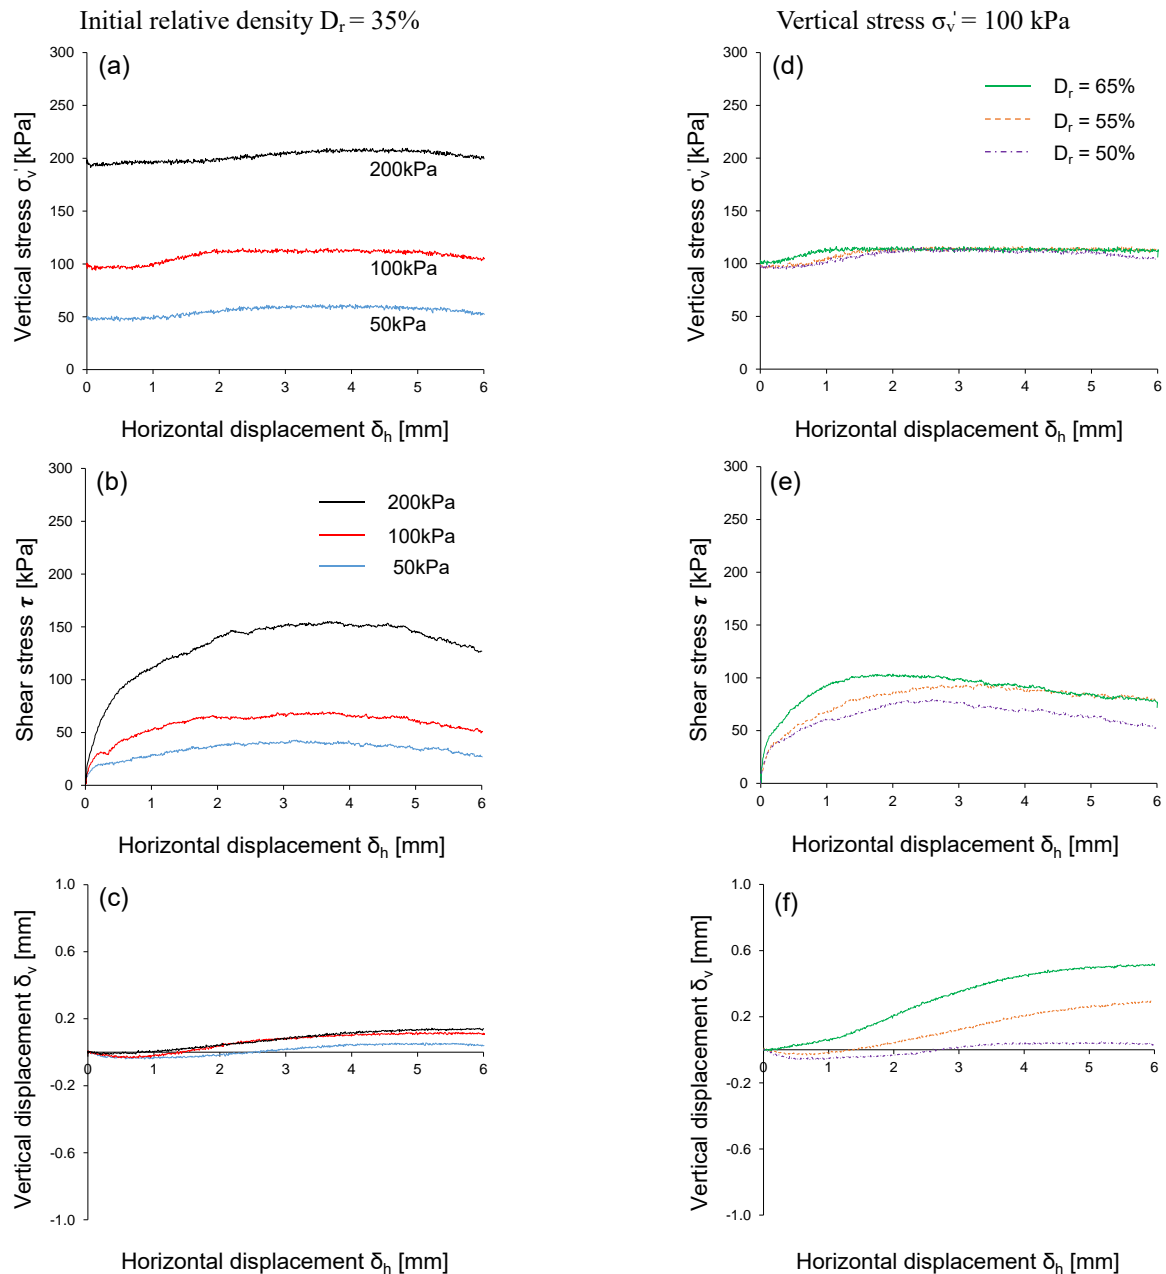 Initial relative density Dr = 35%
Vertical stress σv' = 100 kPa
(a)
Vertical stress σv' [kPa]
300
250
200
150
100
50
0
200kPa
100kPa
50kPa
0 1 2 3 4 5 6
Horizontal displacement δh [mm]
(d)
Vertical stress σv' [kPa]
300
250
200
150
100
50
0
Dr = 65%
Dr = 55%
Dr = 50%
0 1 2 3 4 5 6
Horizontal displacement δh [mm]
(b)
Shear stress τ [kPa]
300
250
200
150
100
50
0
200kPa
100kPa
50kPa
0 1 2 3 4 5 6
Horizontal displacement δh [mm]
(e)
Shear stress τ [kPa]
300
250
200
150
100
50
0
0 1 2 3 4 5 6
Horizontal displacement δh [mm]
(c)
Vertical displacement δv [mm]
1.0
0.6
0.2
-0.2
-0.6
-1.0
0 1 2 3 4 5 6
Horizontal displacement δh [mm]
(f)
Vertical displacement δv [mm]
1.0
0.6
0.2
-0.2
-0.6
-1.0
0 1 2 3 4 5 6
Horizontal displacement δh [mm]